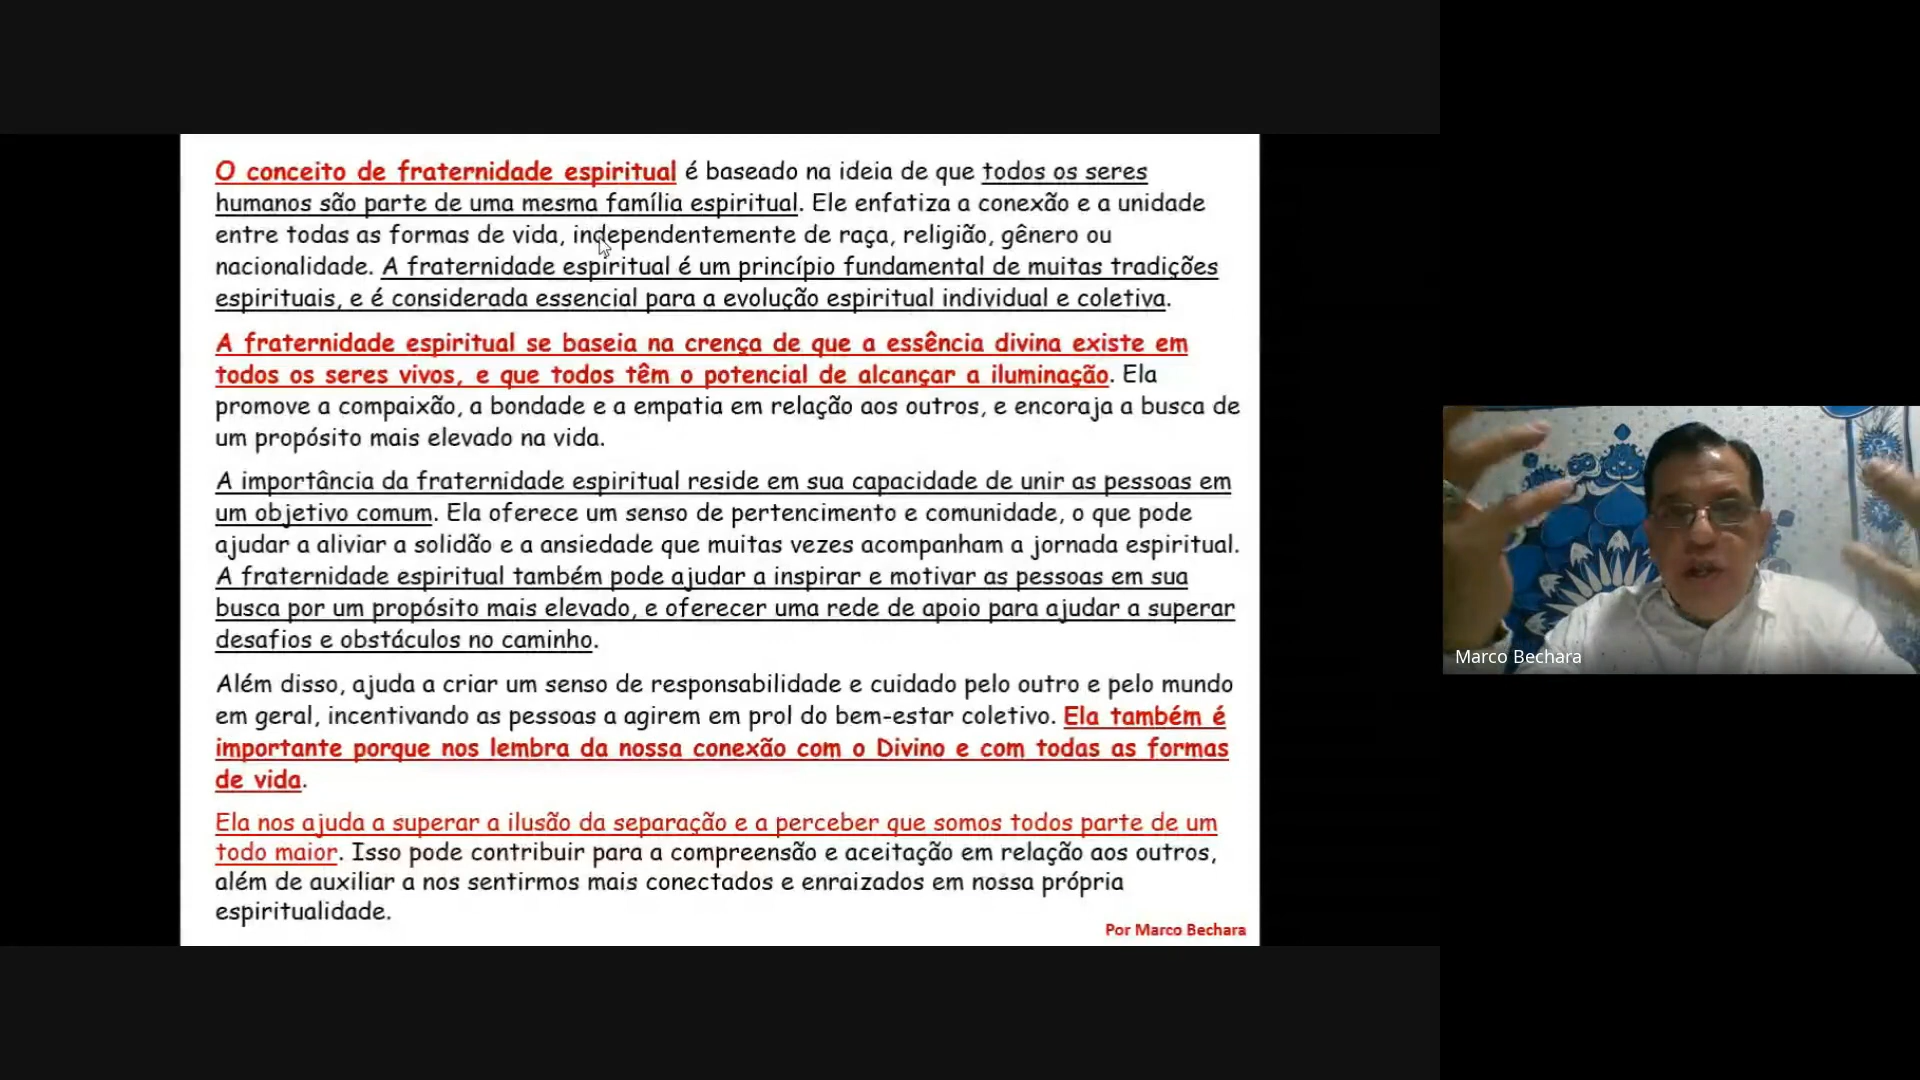 O conceito de fraternidade espiritual é baseado na ideia de que todos os seres
humanos são parte de uma mesma família espiritual. Ele enfatiza a conexão e a unidade
entre todas as formas de vida, independentemente de raça, religião, gênero ou
nacionalidade. A fraternidade espiritual é um princípio fundamental de muitas tradições
espirituais, e é considerada essencial para a evolução espiritual individual e coletiva.
A fraternidade espiritual se baseia na crença de que a essência divina existe em
todos os seres vivos, e que todos têm o potencial de alcançar a iluminação. Ela
promove a compaixão, a bondade e a empatia em relação aos outros, e encoraja a busca de
um propósito mais elevado na vida.
A importância da fraternidade espiritual reside em sua capacidade de unir as pessoas em
um objetivo comum. Ela oferece um senso de pertencimento e comunidade, o que pode
ajudar a aliviar a solidão e a ansiedade que muitas vezes acompanham a jornada espiritual.
A fraternidade espiritual também pode ajudar a inspirar e motivar as pessoas em sua
busca por um propósito mais elevado, e oferecer uma rede de apoio para ajudar a superar
desafios e obstáculos no caminho.
Além disso, ajuda a criar um senso de responsabilidade e cuidado pelo outro e pelo mundo
em geral, incentivando as pessoas a agirem em prol do bem-estar coletivo. Ela também é
importante porque nos lembra da nossa conexão com o Divino e com todas as formas
de vida.
Ela nos ajuda a superar a ilusão da separação e a perceber que somos todos parte de um
todo maior. Isso pode contribuir para a compreensão e aceitação em relação aos outros,
além de auxiliar a nos sentirmos mais conectados e enraizados em nossa própria
espiritualidade.
Por Marco Bechara
Marco Bechara